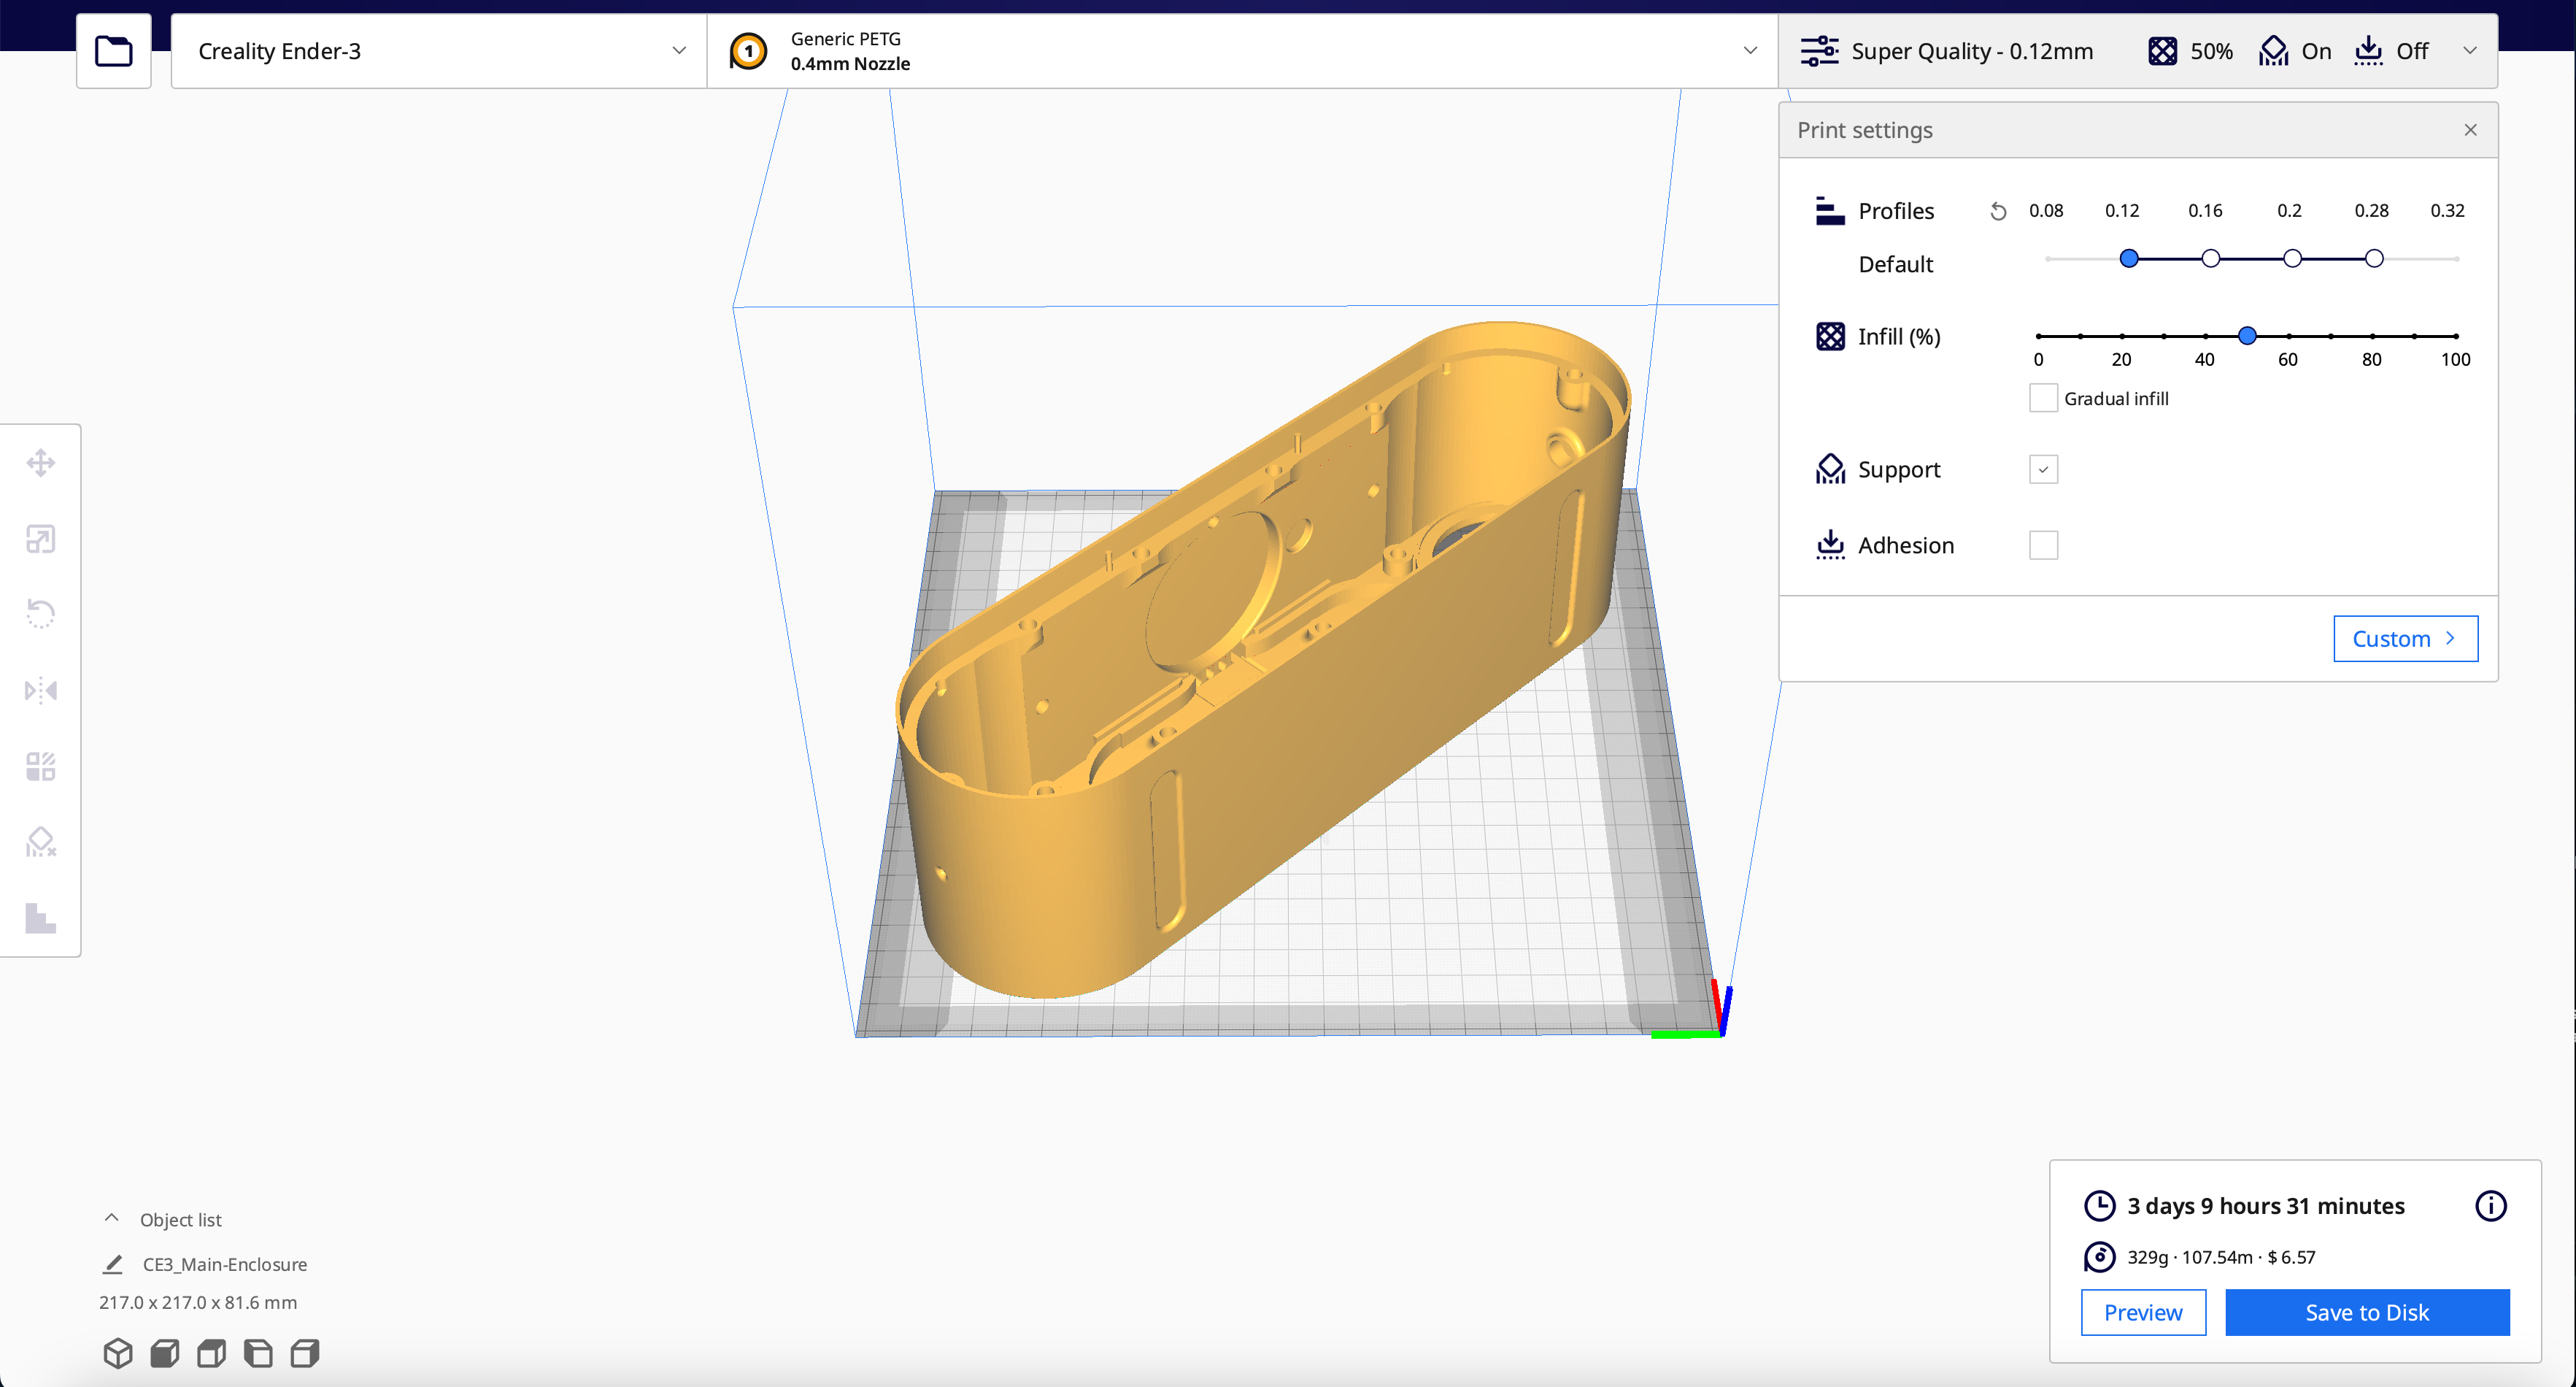 Creality Ender-3
1
Generic PETG
0.4mm Nozzle
Super Quality - 0.12mm
50%
On
Off
Print settings
Profiles
0.08 0.12 0.16 0.2 0.28 0.32
Default
Infill (%)
0 20 40 60 80 100
Gradual infill
Support
Adhesion
Custom
Object list
CE3_Main-Enclosure
217.0 x 217.0 x 81.6 mm
3 days 9 hours 31 minutes
329g · 107.54m · $ 6.57
Preview
Save to Disk